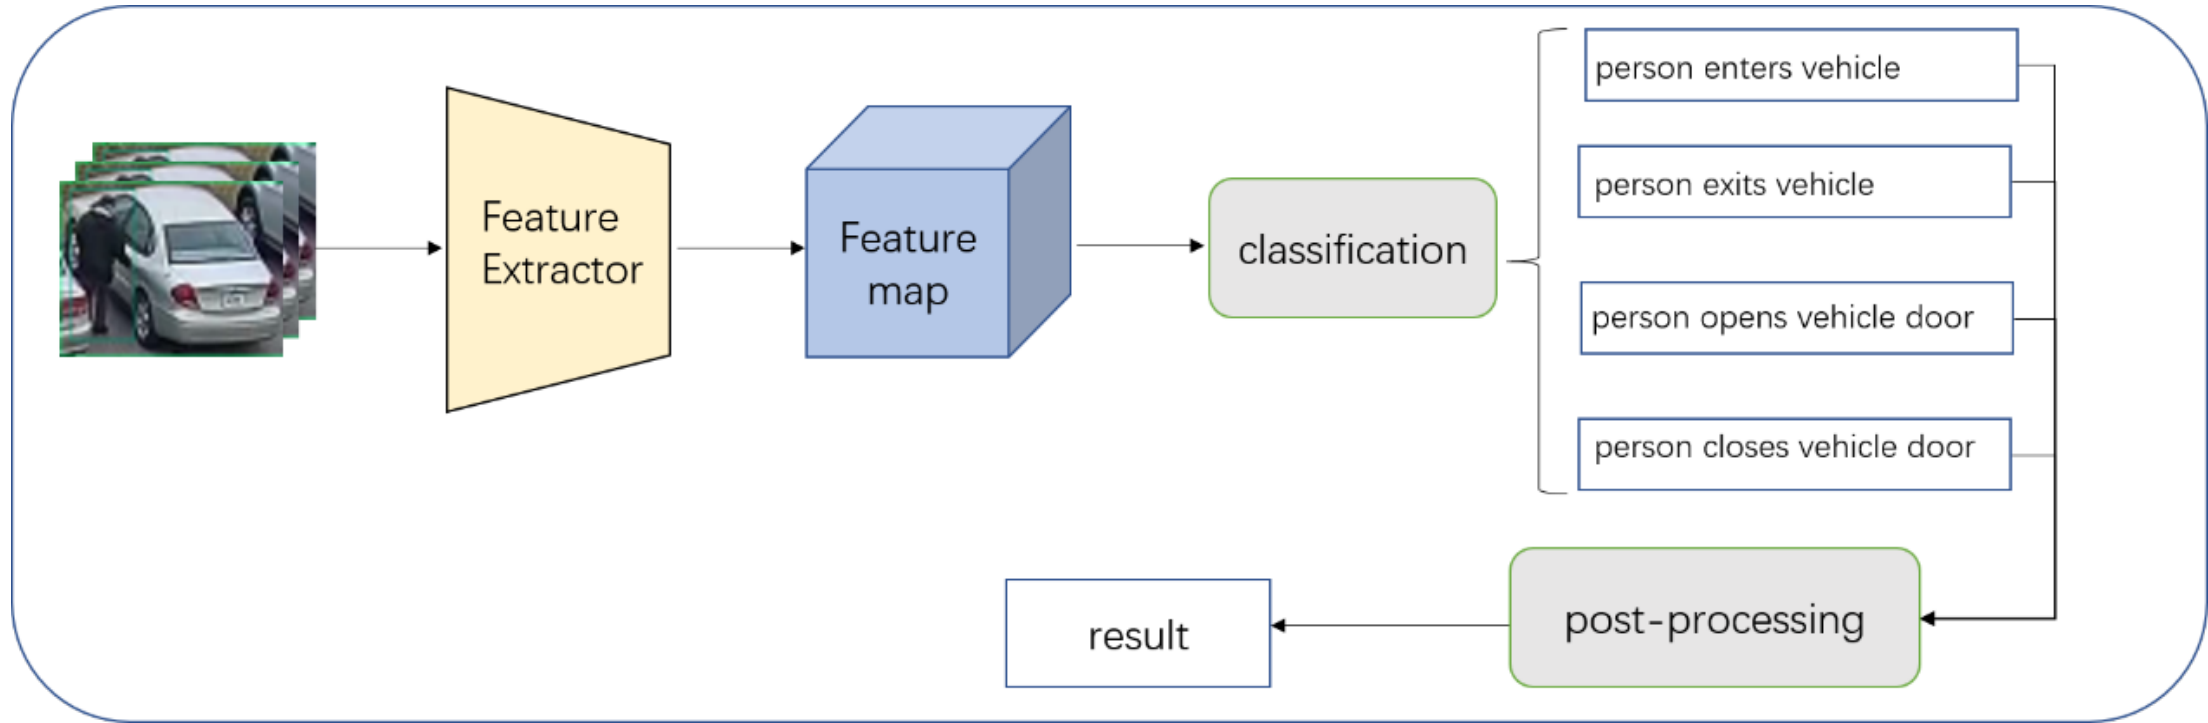 Feature
Extractor
Feature
map
classification
person enters vehicle
person exits vehicle
person opens vehicle door
person closes vehicle door
post-processing
result